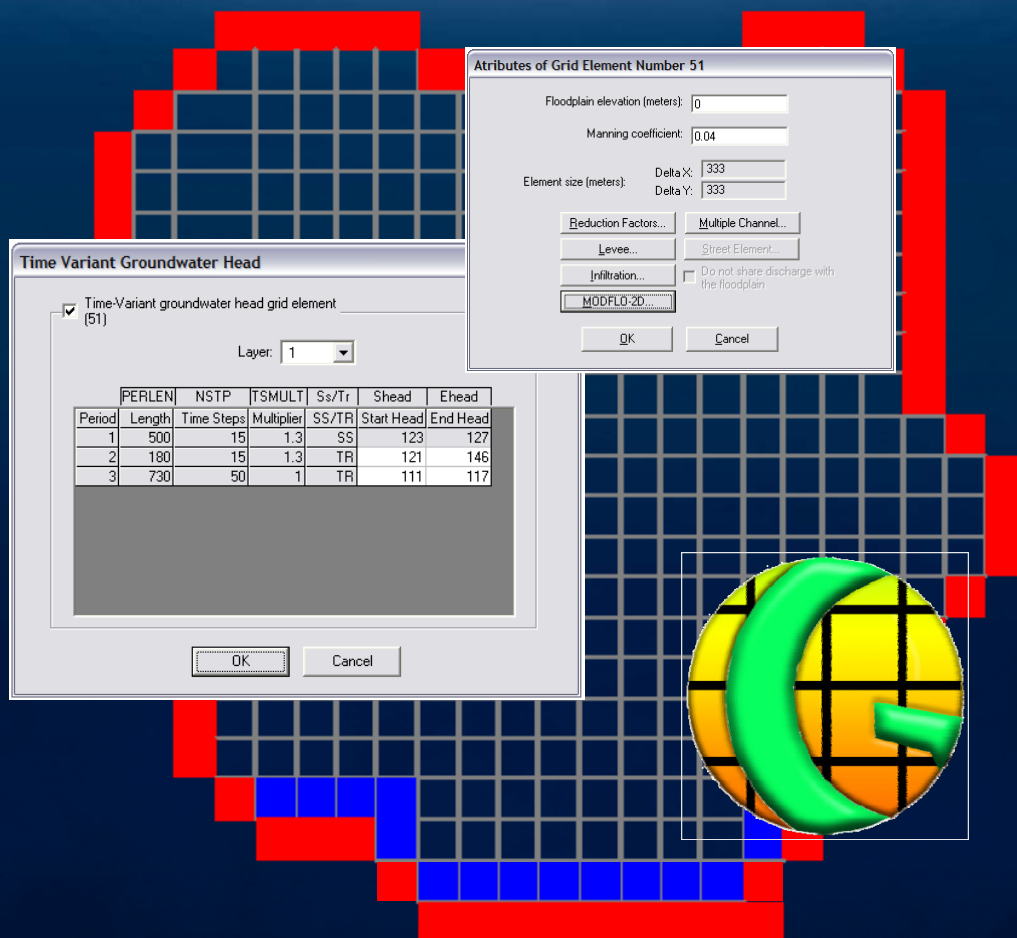 Atributes of Grid Element Number 51
Floodplain elevation (meters): 0
Manning coefficient: 0.04
Element size (meters):
Delta X: 333
Delta Y: 333
Reduction Factors... Multiple Channel...
Levee... Street Element...
Infiltration... Do not share discharge with
the floodplain
MODFLO-2D...
OK Cancel
Time Variant Groundwater Head
Time-Variant groundwater head grid element
(51)
Layer: 1
PERLEN NSTP TSMULT Ss/Tr Shead Ehead
Period Length Time Steps Multiplier SS/TR Start Head End Head
1 500 15 1.3 SS 123 127
2 180 15 1.3 TR 121 146
3 730 50 1 TR 111 117
OK Cancel
G